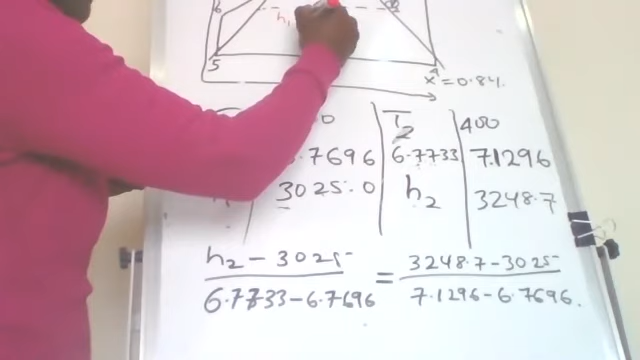 6
h₁
5
x = 0.84.
T₂ 400
.7696 6.7733 7.1296
3025.0 h₂ 3248.7
h₂ - 3025 / 6.7733 - 6.7696 = 3248.7 - 3025 / 7.1296 - 6.7696.